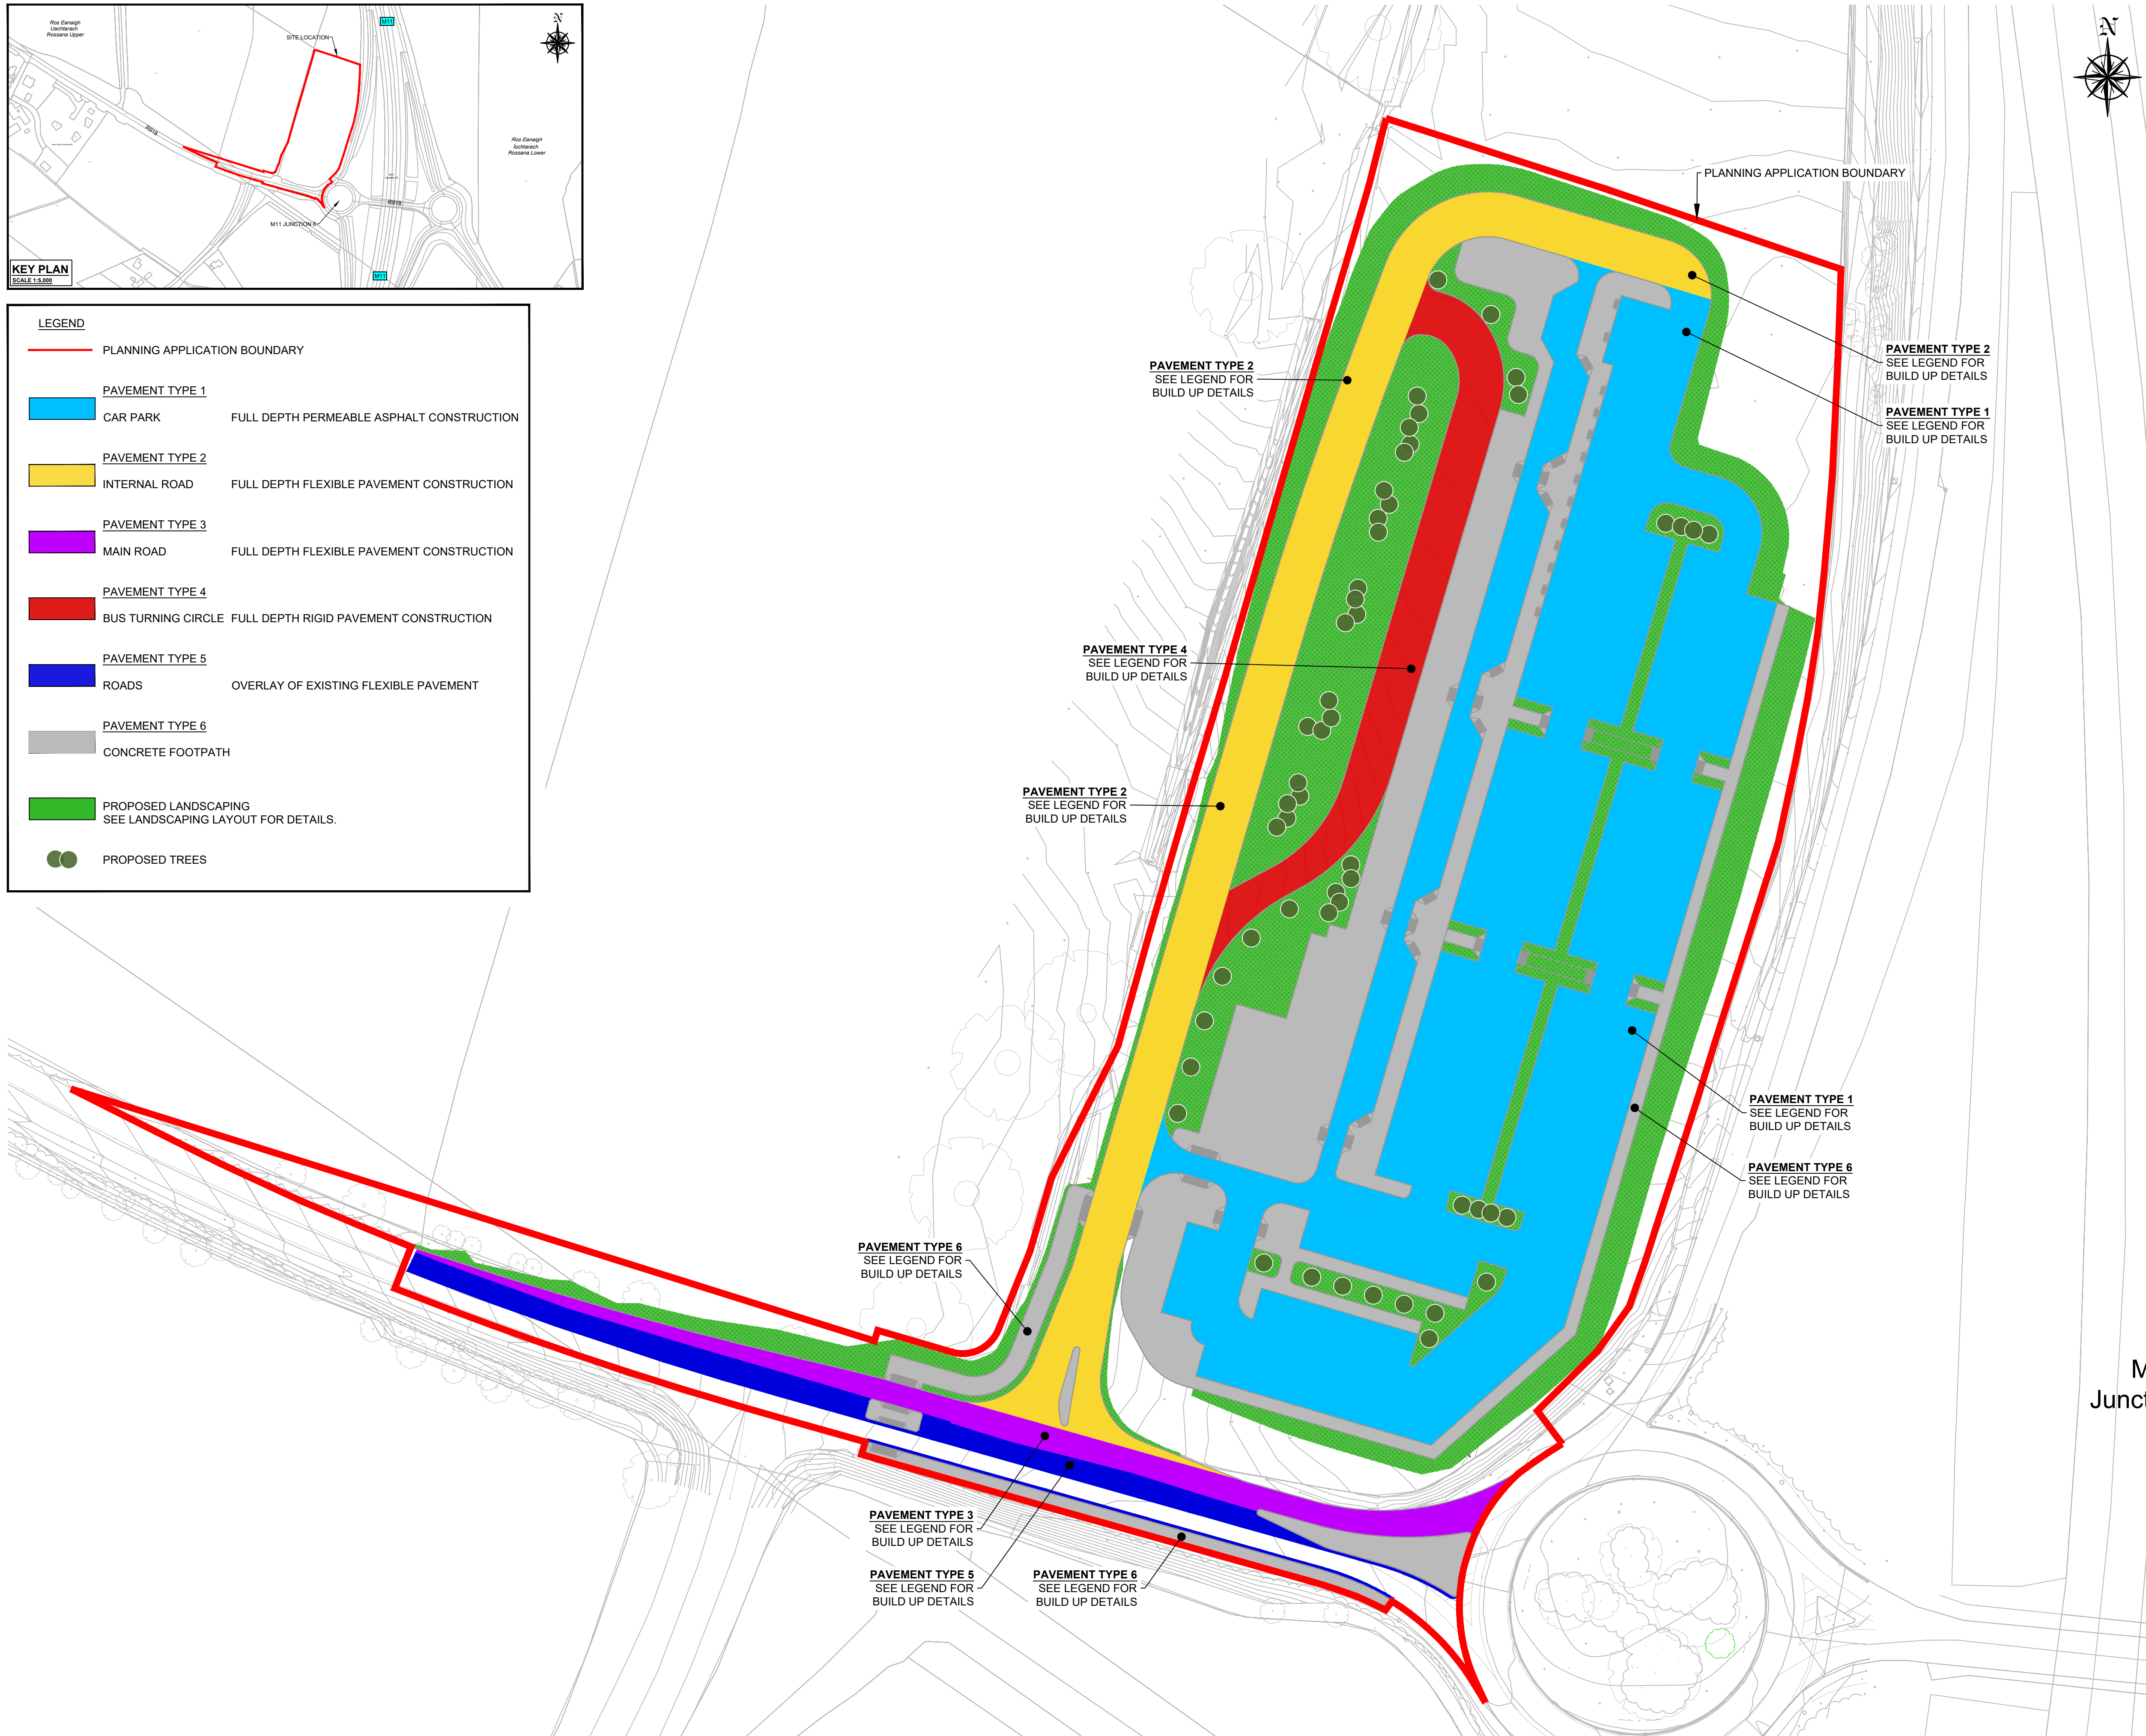 Ros Eanaigh
Uachtarach
Rossana Upper
M11
N
SITE LOCATION
R918
Ros Eanaigh
Íochtarach
Rossana Lower
R918
M11 JUNCTION 6
M11
KEY PLAN
SCALE 1:5,000
LEGEND
PLANNING APPLICATION BOUNDARY
PAVEMENT TYPE 1
CAR PARK FULL DEPTH PERMEABLE ASPHALT CONSTRUCTION
PAVEMENT TYPE 2
INTERNAL ROAD FULL DEPTH FLEXIBLE PAVEMENT CONSTRUCTION
PAVEMENT TYPE 3
MAIN ROAD FULL DEPTH FLEXIBLE PAVEMENT CONSTRUCTION
PAVEMENT TYPE 4
BUS TURNING CIRCLE FULL DEPTH RIGID PAVEMENT CONSTRUCTION
PAVEMENT TYPE 5
ROADS OVERLAY OF EXISTING FLEXIBLE PAVEMENT
PAVEMENT TYPE 6
CONCRETE FOOTPATH
PROPOSED LANDSCAPING
SEE LANDSCAPING LAYOUT FOR DETAILS.
PROPOSED TREES
N
PLANNING APPLICATION BOUNDARY
PAVEMENT TYPE 2
SEE LEGEND FOR
BUILD UP DETAILS
PAVEMENT TYPE 2
SEE LEGEND FOR
BUILD UP DETAILS
PAVEMENT TYPE 1
SEE LEGEND FOR
BUILD UP DETAILS
PAVEMENT TYPE 4
SEE LEGEND FOR
BUILD UP DETAILS
PAVEMENT TYPE 2
SEE LEGEND FOR
BUILD UP DETAILS
PAVEMENT TYPE 1
SEE LEGEND FOR
BUILD UP DETAILS
PAVEMENT TYPE 6
SEE LEGEND FOR
BUILD UP DETAILS
PAVEMENT TYPE 6
SEE LEGEND FOR
BUILD UP DETAILS
M
Junct
PAVEMENT TYPE 3
SEE LEGEND FOR
BUILD UP DETAILS
PAVEMENT TYPE 5
SEE LEGEND FOR
BUILD UP DETAILS
PAVEMENT TYPE 6
SEE LEGEND FOR
BUILD UP DETAILS